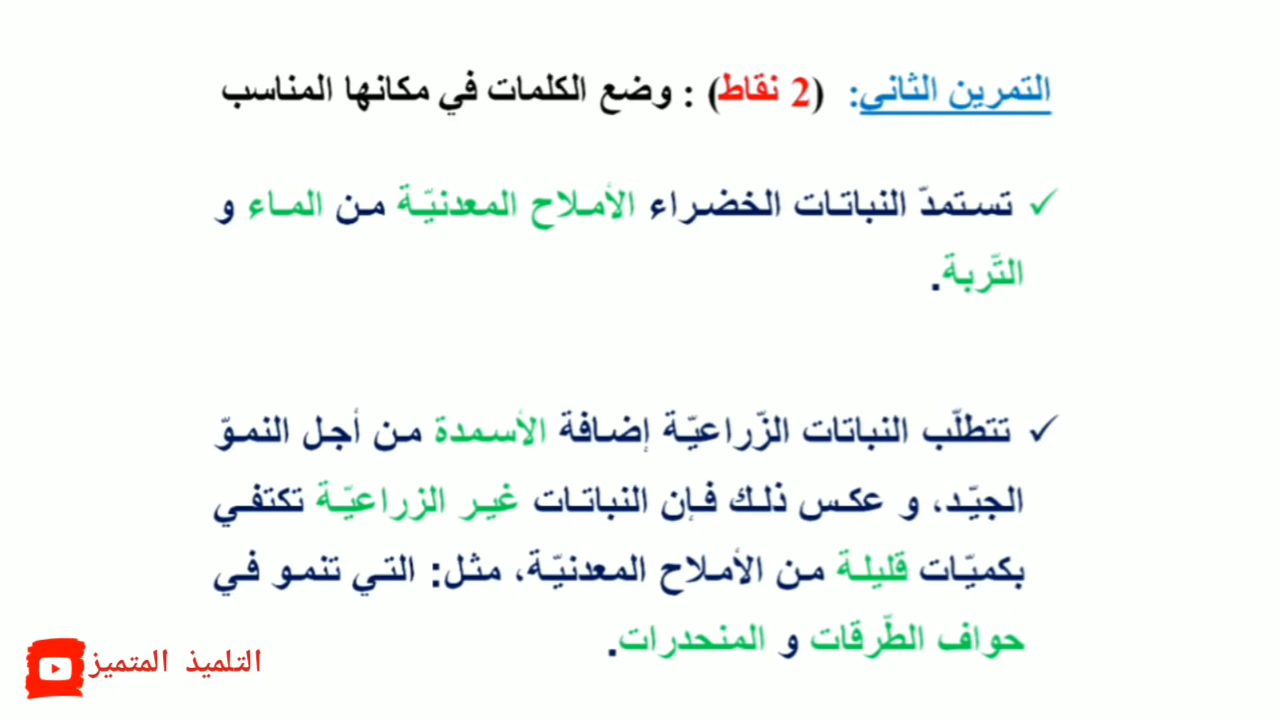 التمرين الثاني: (2 نقاط) : وضع الكلمات في مكانها المناسب
✓ تستمدّ النباتات الخضراء الأملاح المعدنيّة من الماء و
التّربة.
✓ تتطلّب النباتات الزّراعيّة إضافة الأسمدة من أجل النموّ
الجيّد، و عكس ذلك فإن النباتات غير الزراعيّة تكتفي
بكميّات قليلة من الأملاح المعدنيّة، مثل: التي تنمو في
حواف الطّرقات و المنحدرات.
التلميذ المتميز